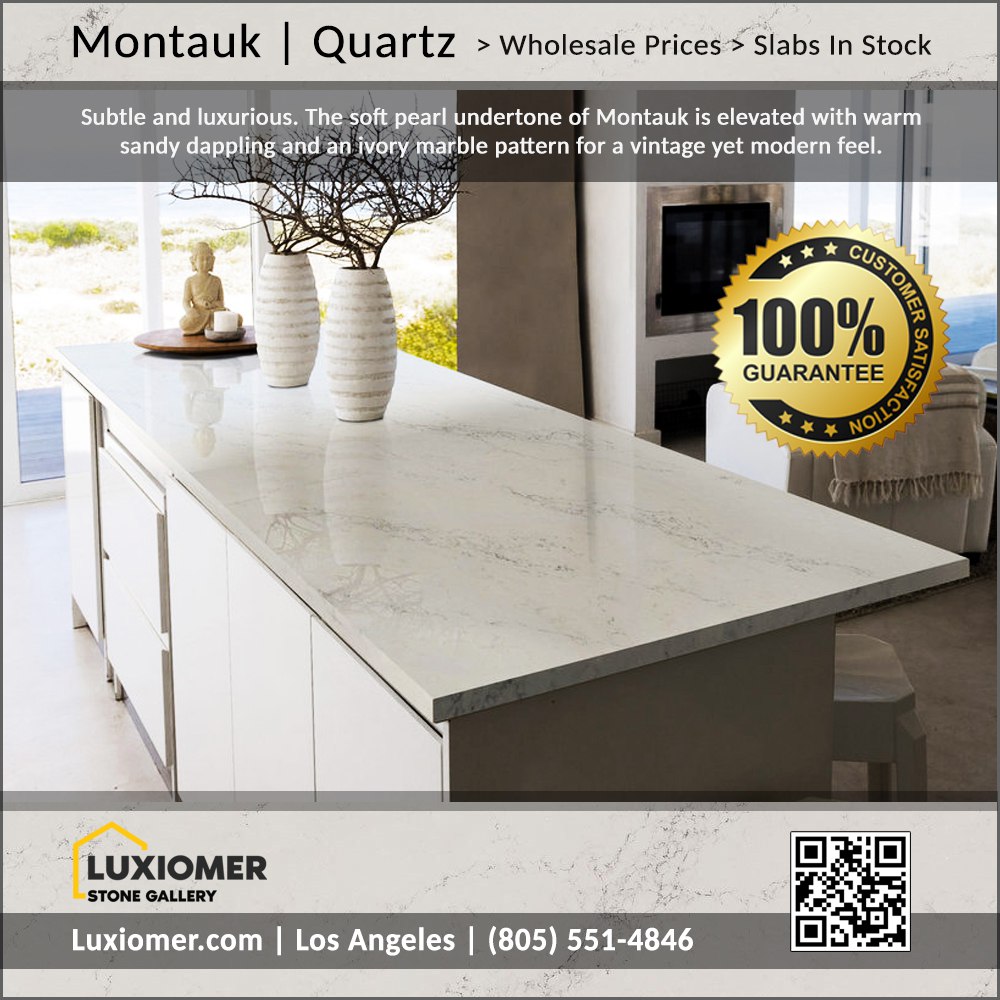 Montauk | Quartz > Wholesale Prices > Slabs In Stock
Subtle and luxurious. The soft pearl undertone of Montauk is elevated with warm
sandy dappling and an ivory marble pattern for a vintage yet modern feel.
CUSTOMER SATISFACTION
100%
GUARANTEE
LUXIOMER
STONE GALLERY
Luxiomer.com | Los Angeles | (805) 551-4846